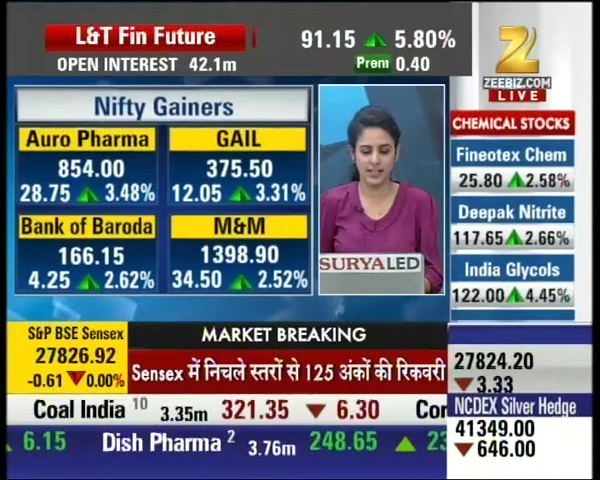 L&T Fin Future
91.15 5.80%
OPEN INTEREST 42.1m
Prem 0.40
Z
ZEEBIZ.COM
LIVE
Nifty Gainers
Auro Pharma
854.00
28.75 3.48%
GAIL
375.50
12.05 3.31%
Bank of Baroda
166.15
4.25 2.62%
M&M
1398.90
34.50 2.52%
SURYA LED
CHEMICAL STOCKS
Fineotex Chem
25.80 2.58%
Deepak Nitrite
117.65 2.66%
India Glycols
122.00 4.45%
S&P BSE Sensex
27826.92
-0.61 0.00%
MARKET BREAKING
Sensex में निचले स्तरों से 125 अंकों की रिकवरी
27824.20
3.33
NCDEX Silver Hedge
41349.00
646.00
Coal India 10 3.35m 321.35 6.30 Cor
6.15 Dish Pharma 2 3.76m 248.65 23